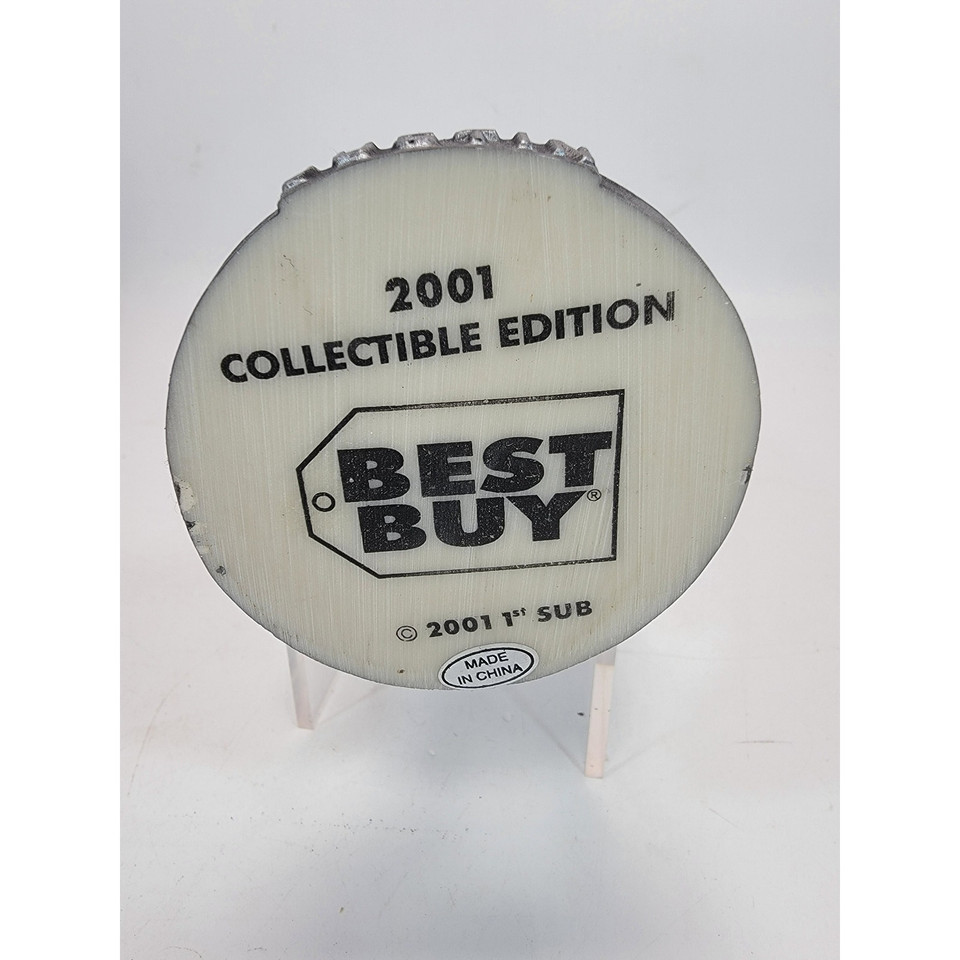 2001
COLLECTIBLE EDITION
BEST
BUY®
© 2001 1st SUB
MADE
IN CHINA